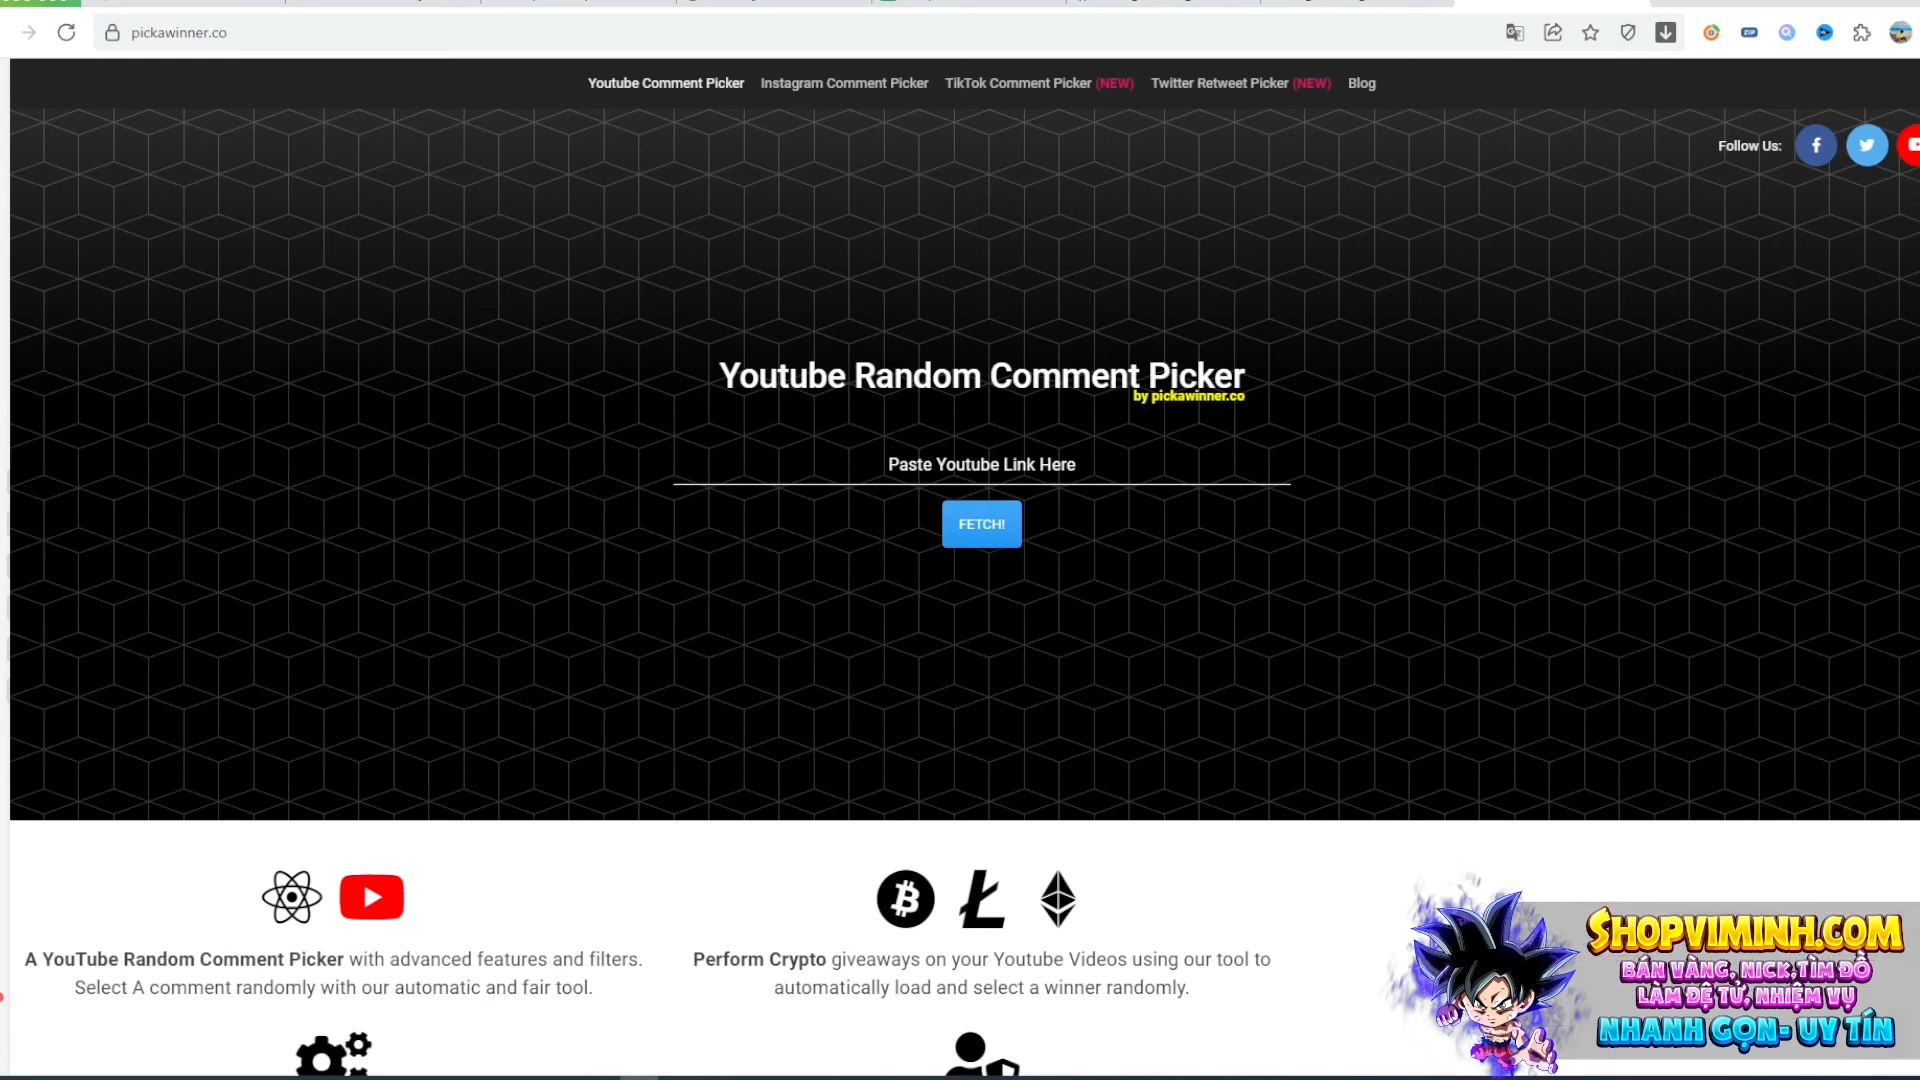 pickawinner.co
ZIP
Youtube Comment Picker Instagram Comment Picker TikTok Comment Picker (NEW) Twitter Retweet Picker (NEW) Blog
Follow Us:
Youtube Random Comment Picker
by pickawinner.co
Paste Youtube Link Here
FETCH!
A YouTube Random Comment Picker with advanced features and filters.
Select A comment randomly with our automatic and fair tool.
Perform Crypto giveaways on your Youtube Videos using our tool to
automatically load and select a winner randomly.
SHOPVIMINH.COM
BÁN VÀNG, NICK,TÌM ĐỒ
LÀM ĐỆ TỬ, NHIỆM VỤ
NHANH GỌN- UY TÍN